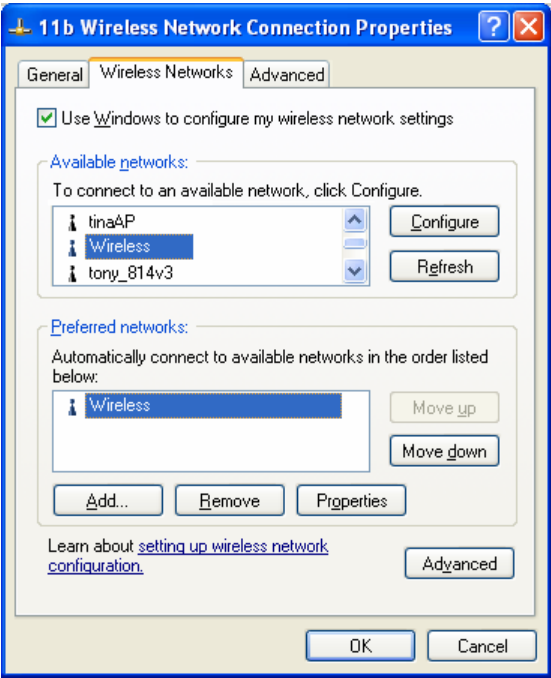 11b Wireless Network Connection Properties
General Wireless Networks Advanced
Use Windows to configure my wireless network settings
Available networks:
To connect to an available network, click Configure.
tinaAP
Wireless
tony_814v3
Configure
Refresh
Preferred networks:
Automatically connect to available networks in the order listed
below:
Wireless
Move up
Move down
Add... Remove Properties
Learn about setting up wireless network
configuration.
Advanced
OK Cancel